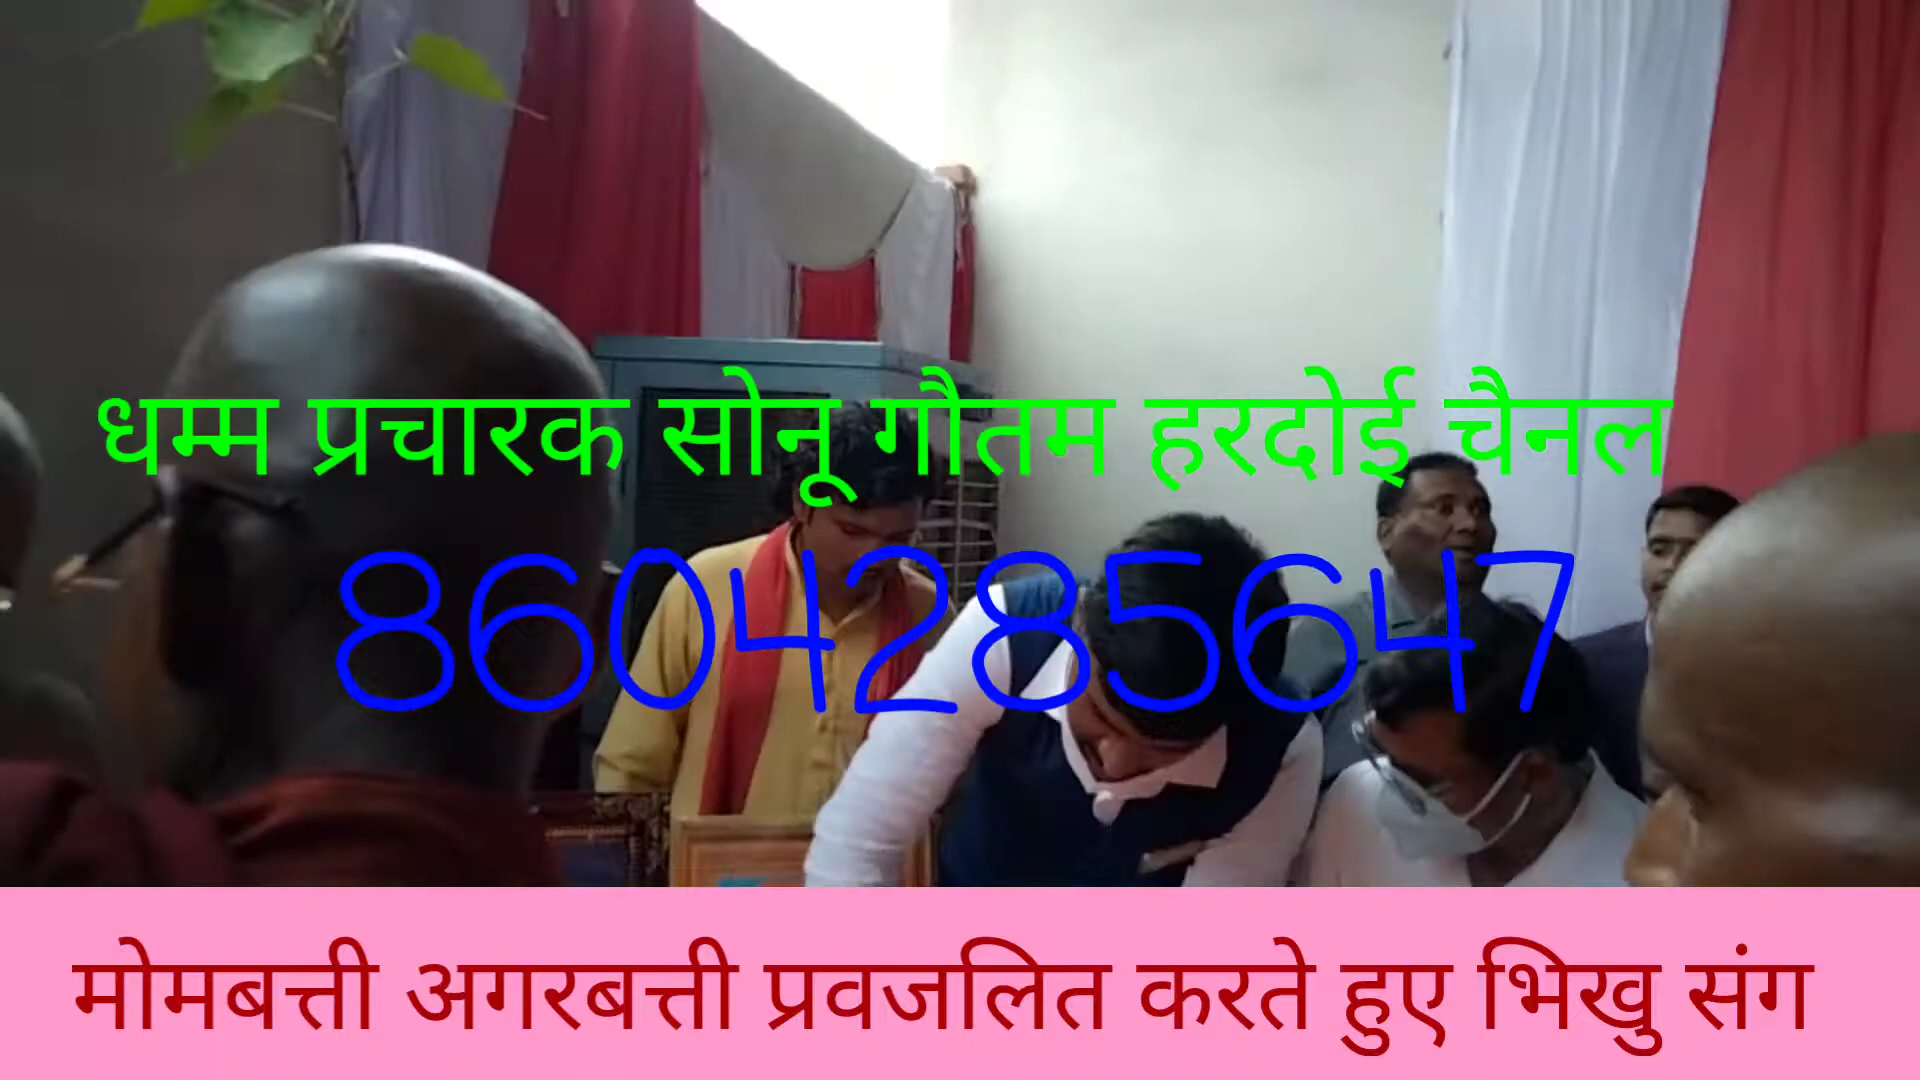 धम्म प्रचारक सोनू गौतम हरदोई चैनल
8604285647
मोमबत्ती अगरबत्ती प्रवजलित करते हुए भिखु संग